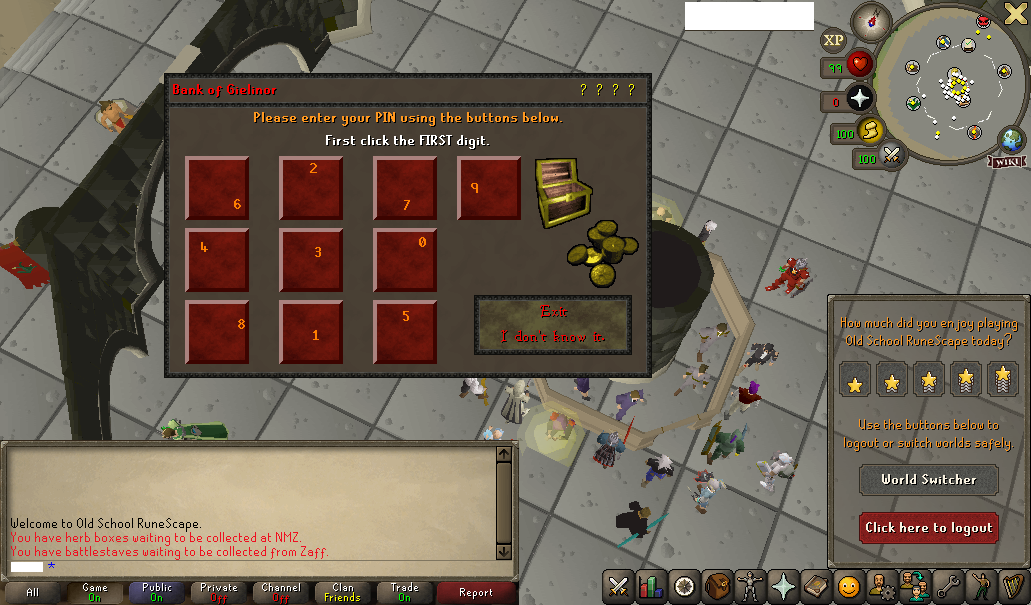 Bank of Gielinor
? ? ? ?
Please enter your PIN using the buttons below.
First click the FIRST digit.
6
2
7
9
4
3
0
8
1
5
Exit
I don't know it.
XP
99
0
100
100
WIKI
How much did you enjoy playing
Old School RuneScape today?
Use the buttons below to
logout or switch worlds safely.
World Switcher
Click here to logout
Welcome to Old School RuneScape.
You have herb boxes waiting to be collected at NMZ.
You have battlestaves waiting to be collected from Zaff.
*
All
Game
On
Public
On
Private
Off
Channel
Off
Clan
Friends
Trade
On
Report